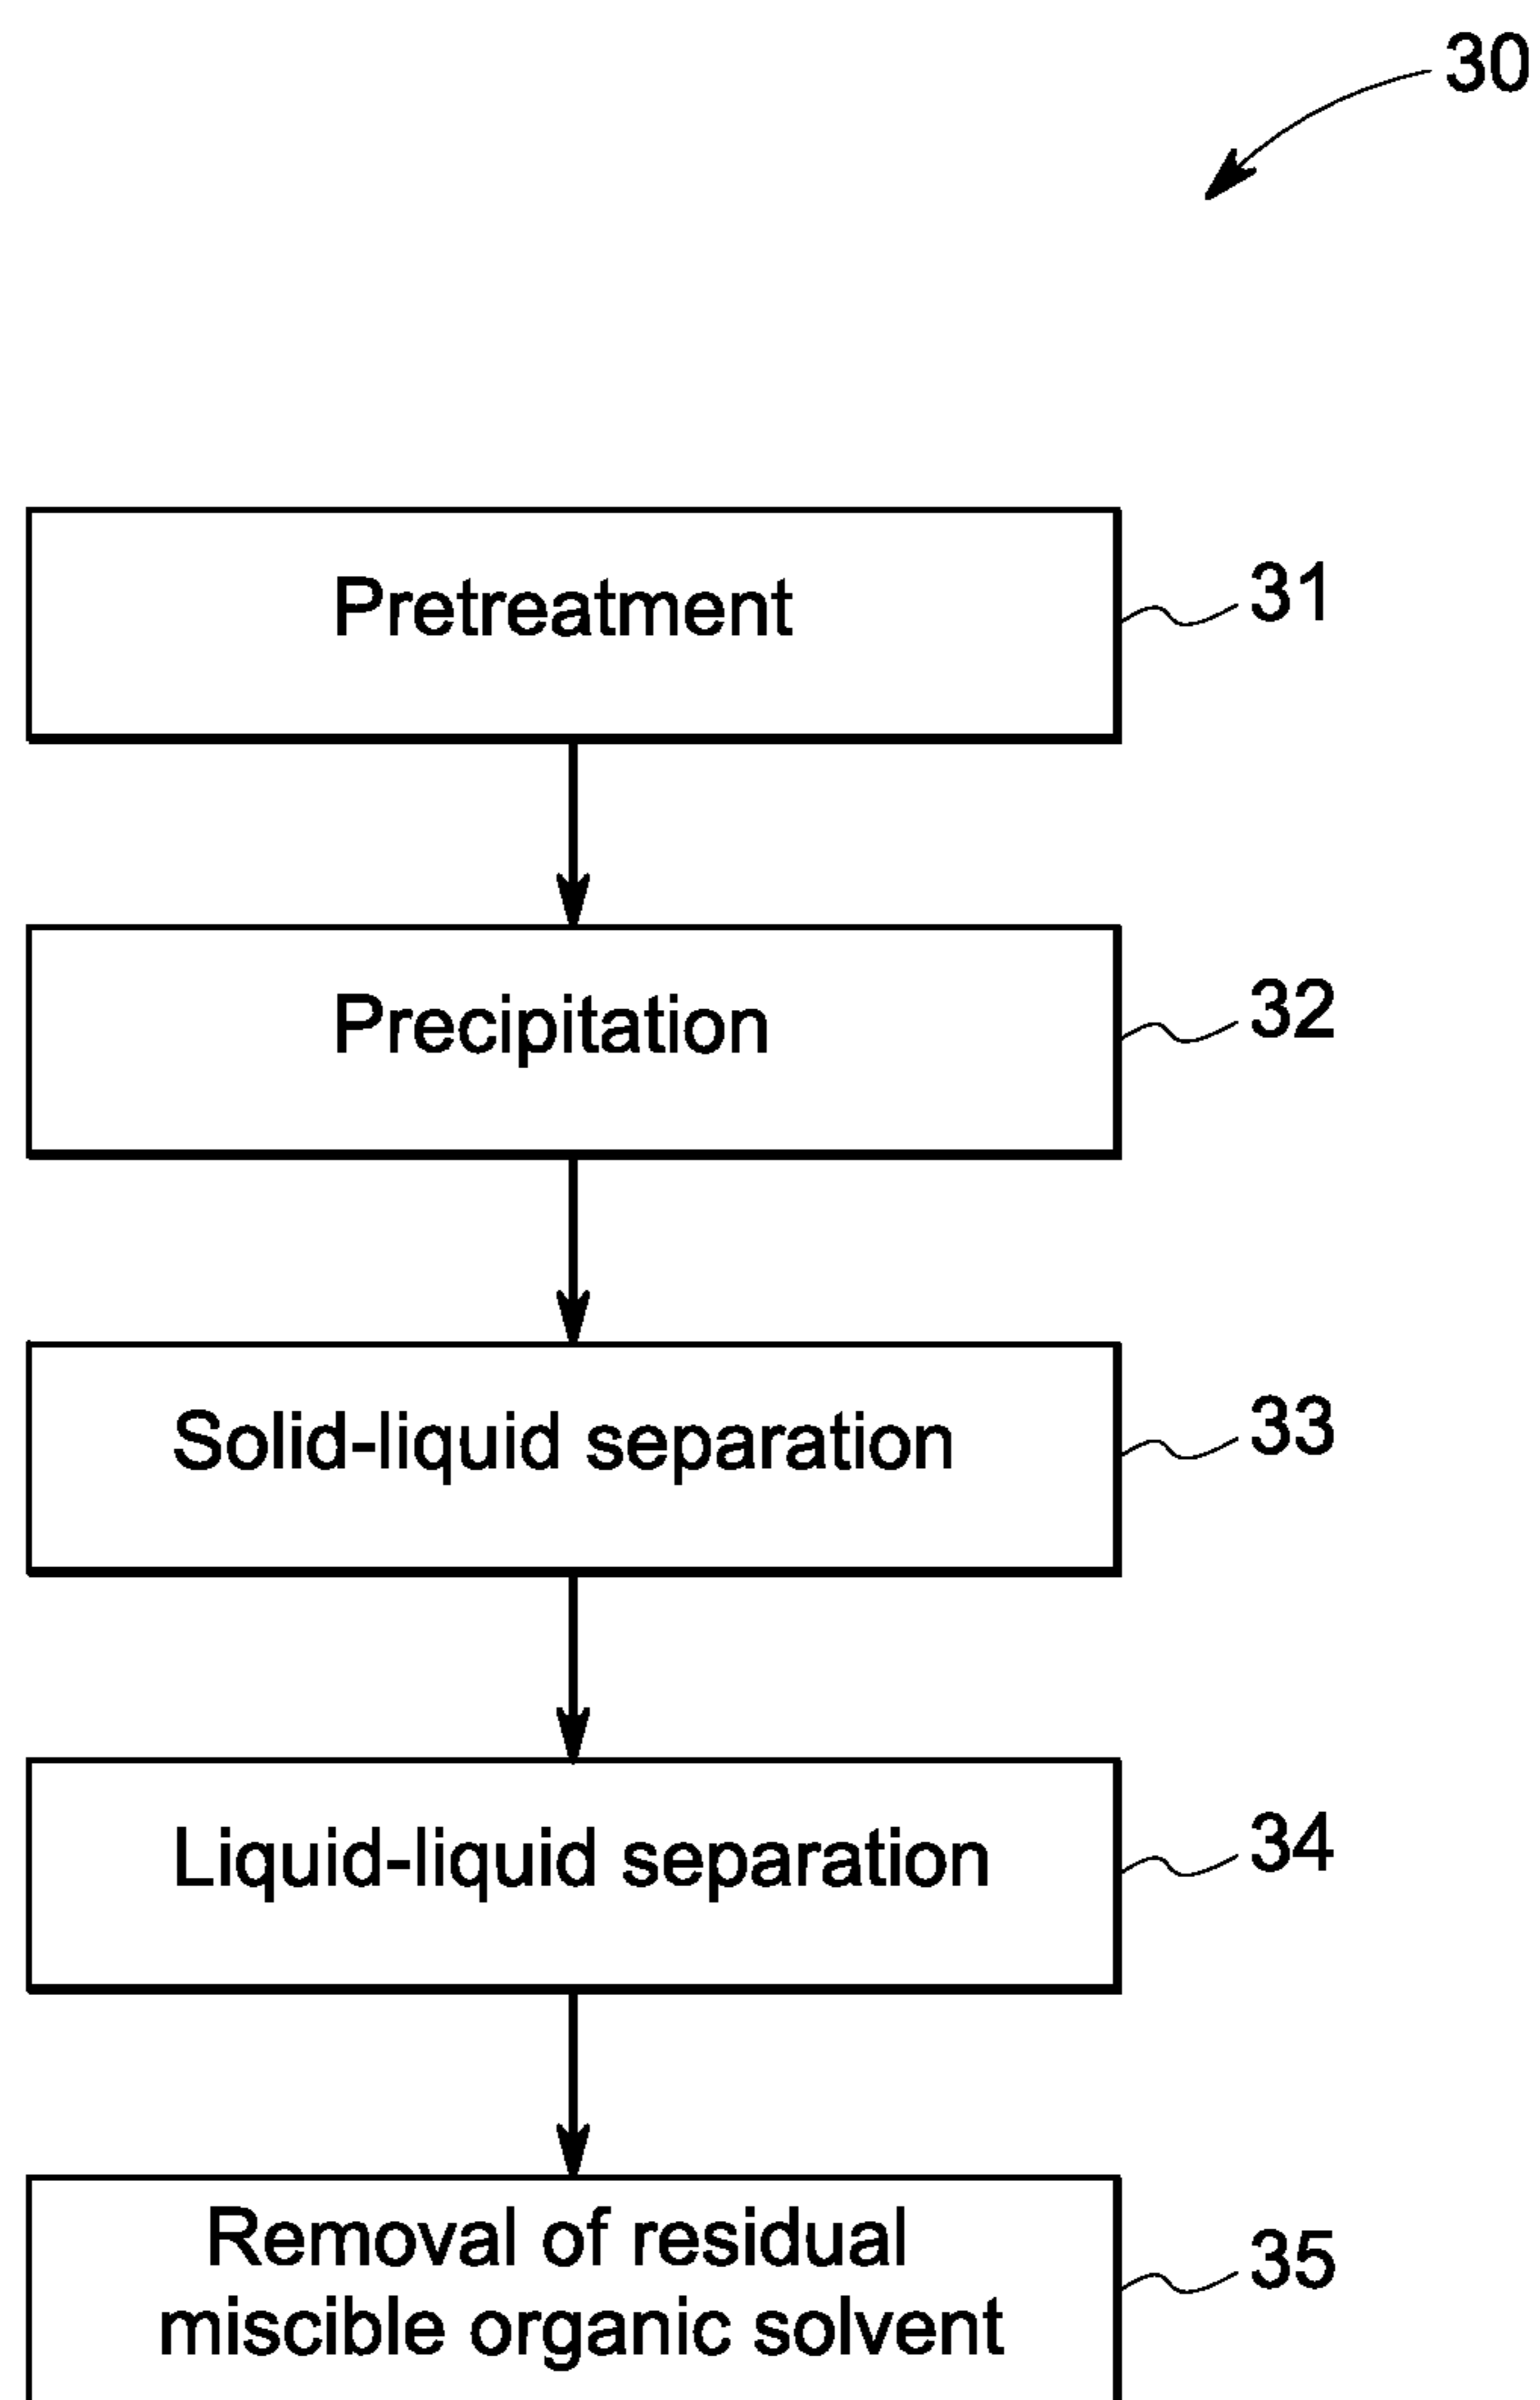 30
Pretreatment
31
Precipitation
32
Solid-liquid separation
33
Liquid-liquid separation
34
Removal of residual
miscible organic solvent
35